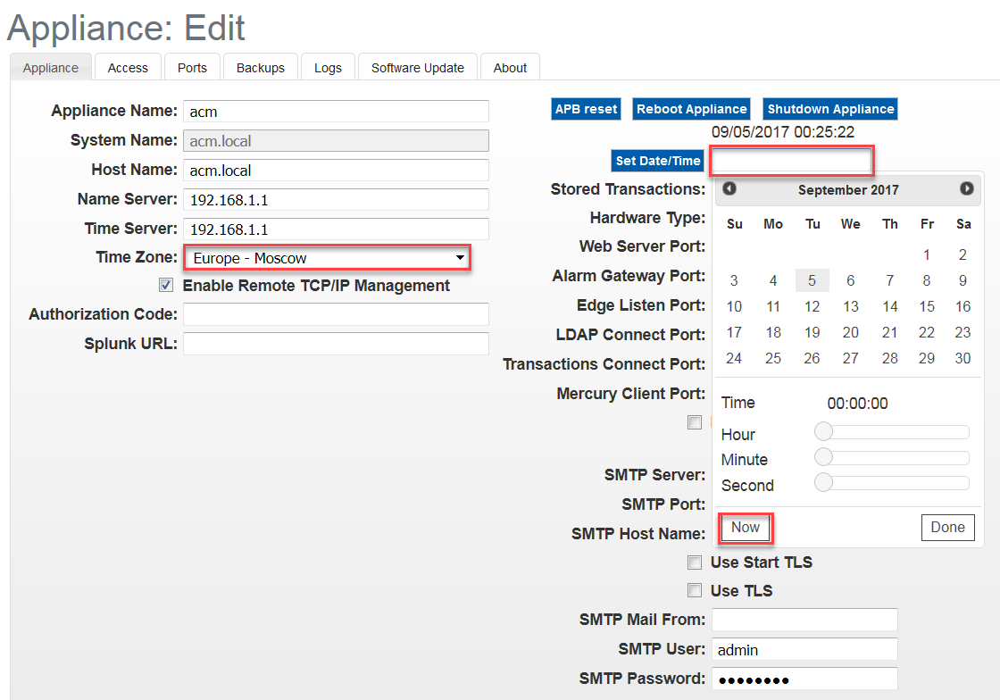 Appliance: Edit
Appliance Access Ports Backups Logs Software Update About
Appliance Name: acm
System Name: acm.local
Host Name: acm.local
Name Server: 192.168.1.1
Time Server: 192.168.1.1
Time Zone: Europe - Moscow
Enable Remote TCP/IP Management
Authorization Code:
Splunk URL:
APB reset Reboot Appliance Shutdown Appliance
09/05/2017 00:25:22
Set Date/Time
Stored Transactions:
Hardware Type:
Web Server Port:
Alarm Gateway Port:
Edge Listen Port:
LDAP Connect Port:
Transactions Connect Port:
Mercury Client Port:
SMTP Server:
SMTP Port:
SMTP Host Name:
Use Start TLS
Use TLS
SMTP Mail From:
SMTP User: admin
SMTP Password: ●●●●●●●●
September 2017
Su Mo Tu We Th Fr Sa
1 2
3 4 5 6 7 8 9
10 11 12 13 14 15 16
17 18 19 20 21 22 23
24 25 26 27 28 29 30
Time 00:00:00
Hour
Minute
Second
Now Done